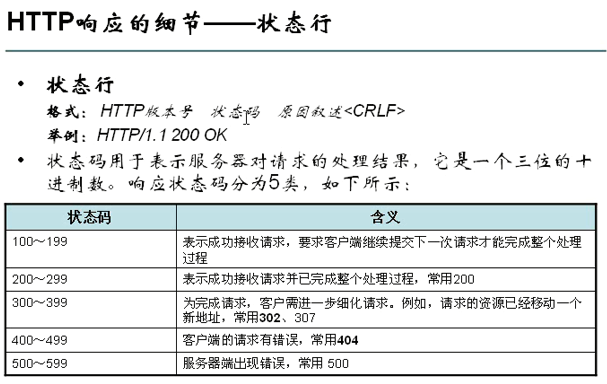 HTTP响应的细节——状态行
• 状态行
格式： HTTP版本号 状态码 原因叙述<CRLF>
举例：HTTP/1.1 200 OK
• 状态码用于表示服务器对请求的处理结果，它是一个三位的十
进制数。响应状态码分为5类，如下所示：
状态码 含义
100～199 表示成功接收请求，要求客户端继续提交下一次请求才能完成整个处理
过程
200～299 表示成功接收请求并已完成整个处理过程，常用200
300～399 为完成请求，客户需进一步细化请求。例如，请求的资源已经移动一个
新地址，常用302、307
400～499 客户端的请求有错误，常用404
500～599 服务器端出现错误，常用 500